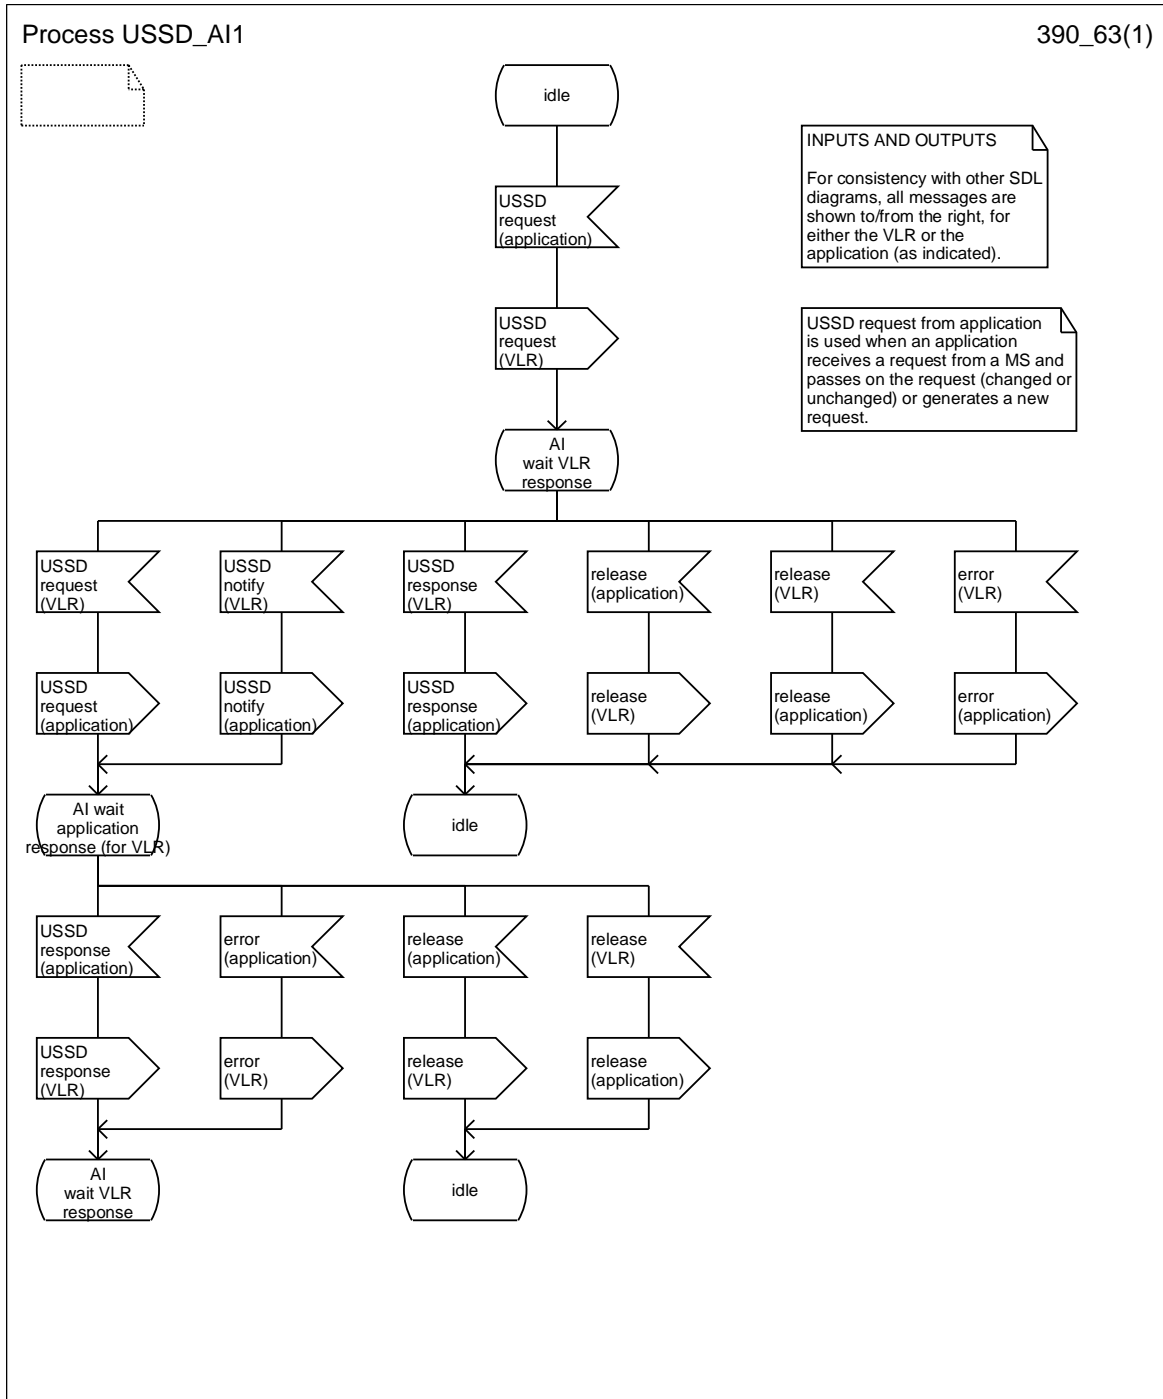 Process USSD_AI1
390_63(1)
idle
INPUTS AND OUTPUTS
For consistency with other SDL
diagrams, all messages are
shown to/from the right, for
either the VLR or the
application (as indicated).
USSD
request
(application)
USSD
request
(VLR)
USSD request from application
is used when an application
receives a request from a MS and
passes on the request (changed or
unchanged) or generates a new
request.
AI
wait VLR
response
USSD
request
(VLR)
USSD
notify
(VLR)
USSD
response
(VLR)
release
(application)
release
(VLR)
error
(VLR)
USSD
request
(application)
USSD
notify
(application)
USSD
response
(application)
release
(VLR)
release
(application)
error
(application)
AI wait
application
response (for VLR)
idle
USSD
response
(application)
error
(application)
release
(application)
release
(VLR)
USSD
response
(VLR)
error
(VLR)
release
(VLR)
release
(application)
AI
wait VLR
response
idle